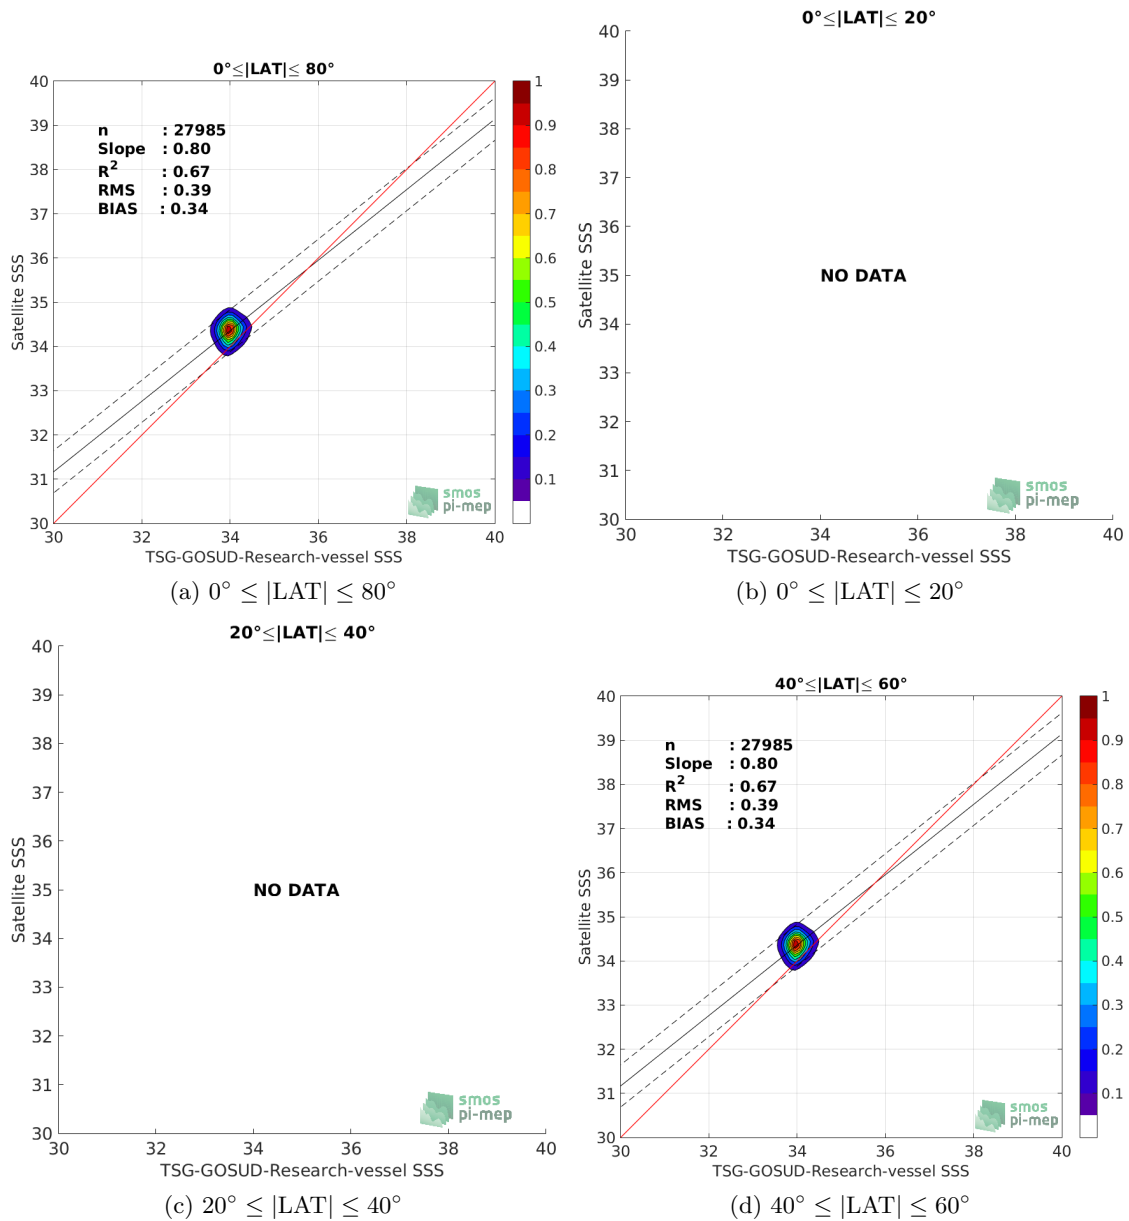 0°≤|LAT|≤ 80°
n : 27985
Slope : 0.80
R² : 0.67
RMS : 0.39
BIAS : 0.34
40
39
38
37
36
35
34
33
32
31
30
30 32 34 36 38 40
Satellite SSS
TSG-GOSUD-Research-vessel SSS
1
0.9
0.8
0.7
0.6
0.5
0.4
0.3
0.2
0.1
smos
pi-mep
(a) 0° ≤ |LAT| ≤ 80°
0°≤|LAT|≤ 20°
40
39
38
37
36
35
34
33
32
31
30
30 32 34 36 38 40
Satellite SSS
NO DATA
TSG-GOSUD-Research-vessel SSS
smos
pi-mep
(b) 0° ≤ |LAT| ≤ 20°
20°≤|LAT|≤ 40°
40
39
38
37
36
35
34
33
32
31
30
30 32 34 36 38 40
Satellite SSS
NO DATA
TSG-GOSUD-Research-vessel SSS
smos
pi-mep
(c) 20° ≤ |LAT| ≤ 40°
40°≤|LAT|≤ 60°
n : 27985
Slope : 0.80
R² : 0.67
RMS : 0.39
BIAS : 0.34
40
39
38
37
36
35
34
33
32
31
30
30 32 34 36 38 40
Satellite SSS
TSG-GOSUD-Research-vessel SSS
1
0.9
0.8
0.7
0.6
0.5
0.4
0.3
0.2
0.1
smos
pi-mep
(d) 40° ≤ |LAT| ≤ 60°